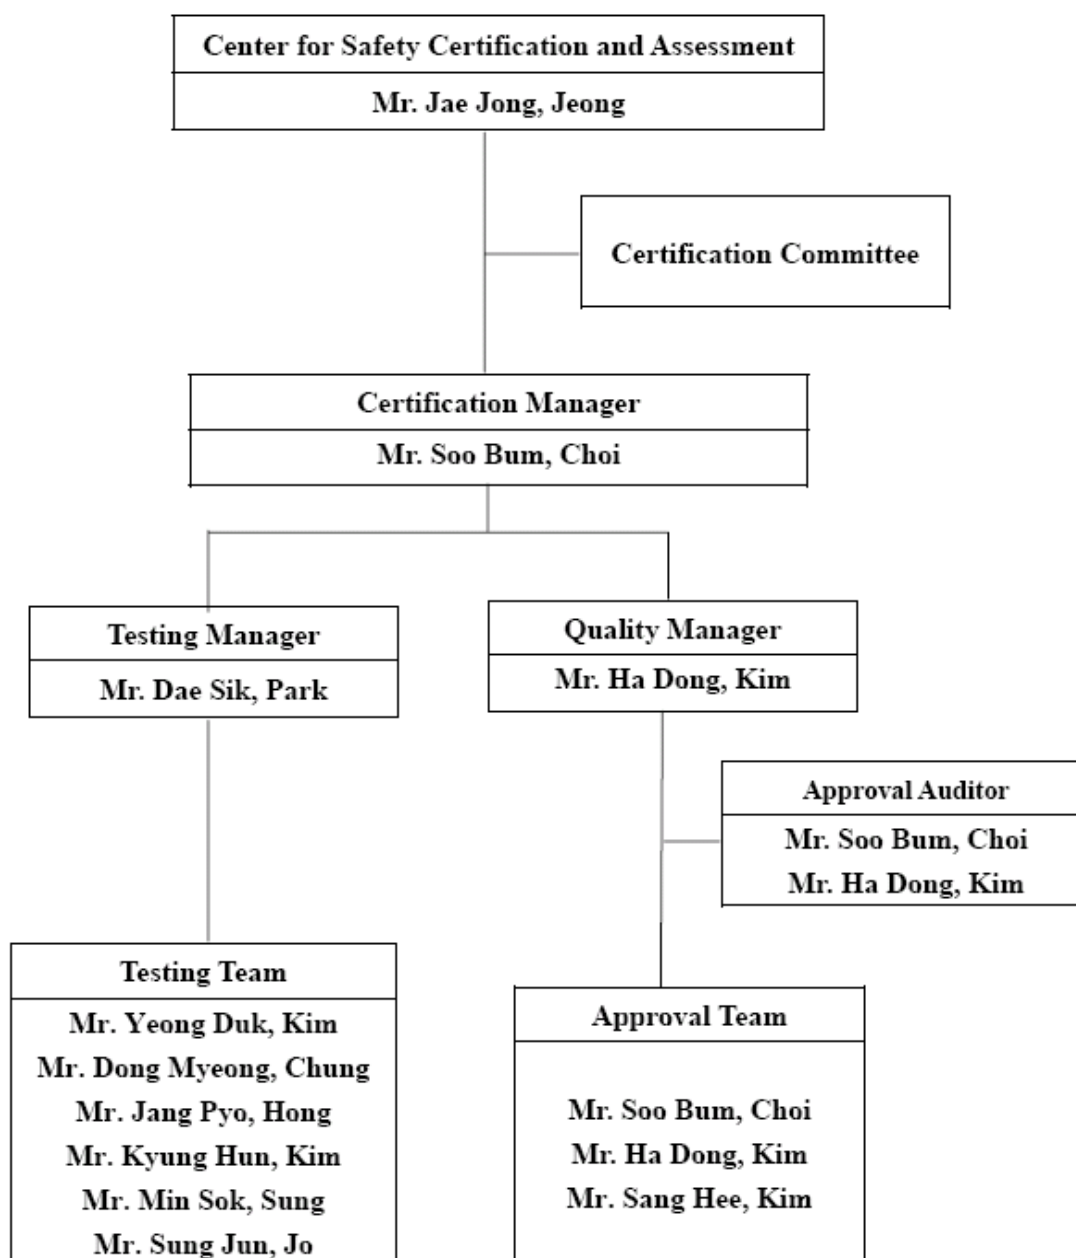 Center for Safety Certification and Assessment
Mr. Jae Jong, Jeong
Certification Committee
Certification Manager
Mr. Soo Bum, Choi
Testing Manager
Mr. Dae Sik, Park
Quality Manager
Mr. Ha Dong, Kim
Approval Auditor
Mr. Soo Bum, Choi
Mr. Ha Dong, Kim
Testing Team
Mr. Yeong Duk, Kim
Mr. Dong Myeong, Chung
Mr. Jang Pyo, Hong
Mr. Kyung Hun, Kim
Mr. Min Sok, Sung
Mr. Sung Jun, Jo
Approval Team
Mr. Soo Bum, Choi
Mr. Ha Dong, Kim
Mr. Sang Hee, Kim